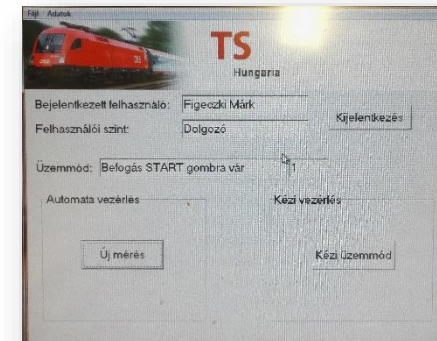 Fájl Adatok
TS
Hungaria
Bejelentkezett felhasználó: Figeczki Márk
Kijelentkezés
Felhasználói szint: Dolgozó
Üzemmód: Befogás START gombra vár 1
Automata vezérlés Kézi vezérlés
Új mérés Kézi üzemmód